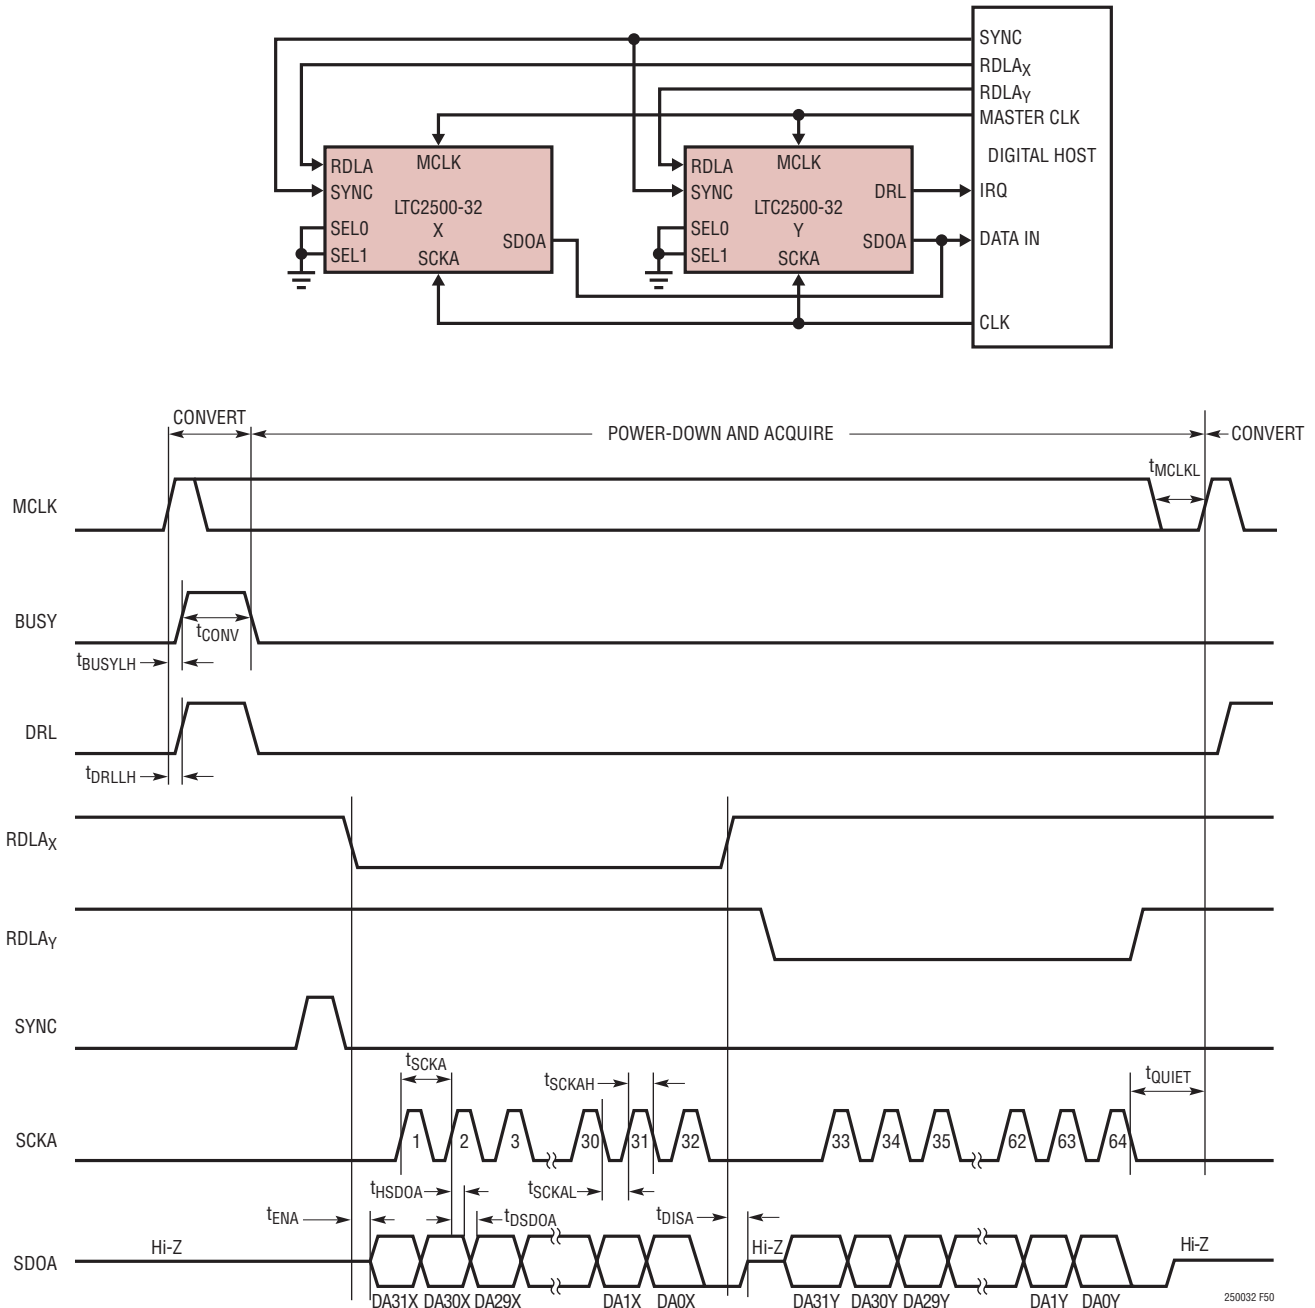 SYNC
RDLAX
RDLAY
MASTER CLK
DIGITAL HOST
IRQ
DATA IN
CLK
RDLA
MCLK
SYNC
LTC2500-32
X
SEL0
SEL1
SDOA
SCKA
RDLA
MCLK
SYNC
DRL
LTC2500-32
Y
SEL0
SEL1
SDOA
SCKA
CONVERT
POWER-DOWN AND ACQUIRE
CONVERT
MCLK
tMCLKL
BUSY
tCONV
tBUSYLH
DRL
tDRLLH
RDLAX
RDLAY
SYNC
tSCKA
tSCKAH
tQUIET
SCKA
1 2 3 30 31 32 33 34 35 62 63 64
tHSDOA
tSCKAL
tENA
tDSDOA
tDISA
SDOA
Hi-Z
Hi-Z
Hi-Z
DA31X DA30X DA29X DA1X DA0X DA31Y DA30Y DA29Y DA1Y DA0Y
250032 F50